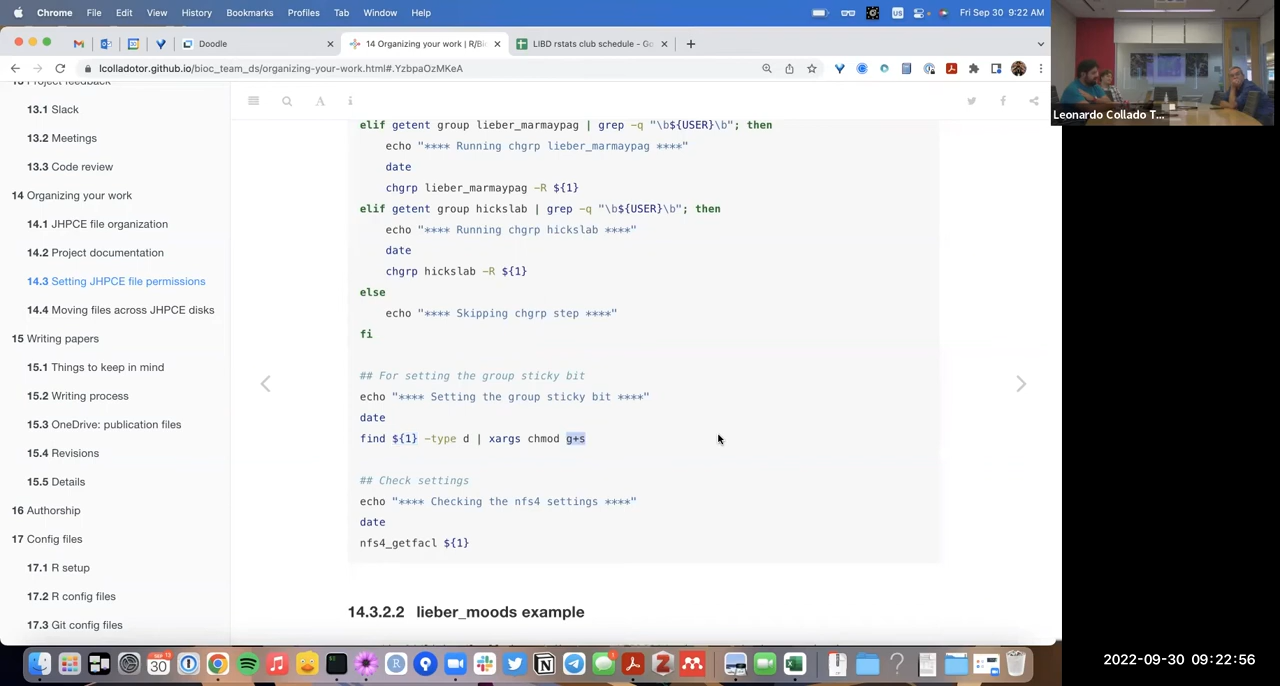 Chrome File Edit View History Bookmarks Profiles Tab Window Help
Fri Sep 30 9:22 AM
Doodle
14 Organizing your work | R/Bi
LIBD rstats club schedule - Go
lcolladotor.github.io/bioc_team_ds/organizing-your-work.html#.YzbpaOzMKeA
Leonardo Collado T...
13 Project feedback
13.1 Slack
13.2 Meetings
13.3 Code review
14 Organizing your work
14.1 JHPCE file organization
14.2 Project documentation
14.3 Setting JHPCE file permissions
14.4 Moving files across JHPCE disks
15 Writing papers
15.1 Things to keep in mind
15.2 Writing process
15.3 OneDrive: publication files
15.4 Revisions
15.5 Details
16 Authorship
17 Config files
17.1 R setup
17.2 R config files
17.3 Git config files
elif getent group lieber_marmaypag | grep -q "\b${USER}\b"; then
echo "**** Running chgrp lieber_marmaypag ****"
date
chgrp lieber_marmaypag -R ${1}
elif getent group hickslab | grep -q "\b${USER}\b"; then
echo "**** Running chgrp hickslab ****"
date
chgrp hickslab -R ${1}
else
echo "**** Skipping chgrp step ****"
fi
## For setting the group sticky bit
echo "**** Setting the group sticky bit ****"
date
find ${1} -type d | xargs chmod g+s
## Check settings
echo "**** Checking the nfs4 settings ****"
date
nfs4_getfacl ${1}
14.3.2.2 lieber_moods example
30
2022-09-30 09:22:56